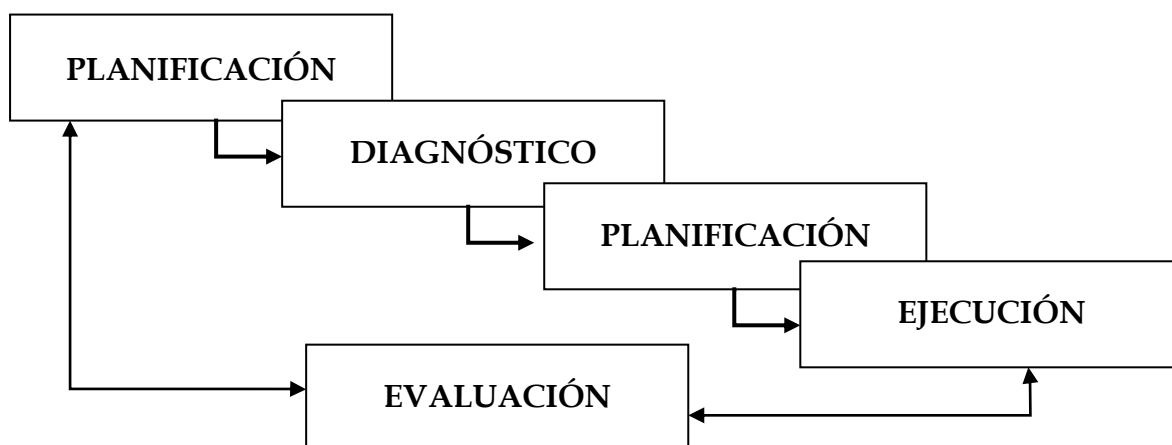 PLANIFICACIÓN
DIAGNÓSTICO
PLANIFICACIÓN
EJECUCIÓN
EVALUACIÓN